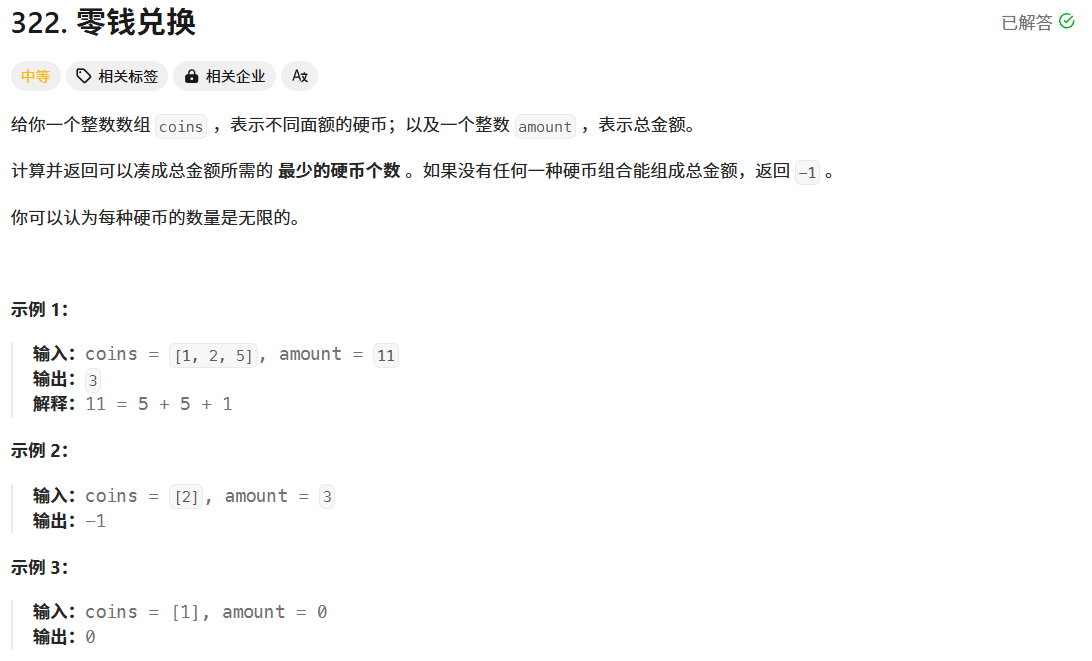 322. 零钱兑换
已解答
中等 相关标签 相关企业 Aא
给你一个整数数组 coins ，表示不同面额的硬币；以及一个整数 amount ，表示总金额。
计算并返回可以凑成总金额所需的 最少的硬币个数 。如果没有任何一种硬币组合能组成总金额，返回 -1 。
你可以认为每种硬币的数量是无限的。
示例 1：
输入：coins = [1, 2, 5], amount = 11
输出：3
解释：11 = 5 + 5 + 1
示例 2：
输入：coins = [2], amount = 3
输出：-1
示例 3：
输入：coins = [1], amount = 0
输出：0